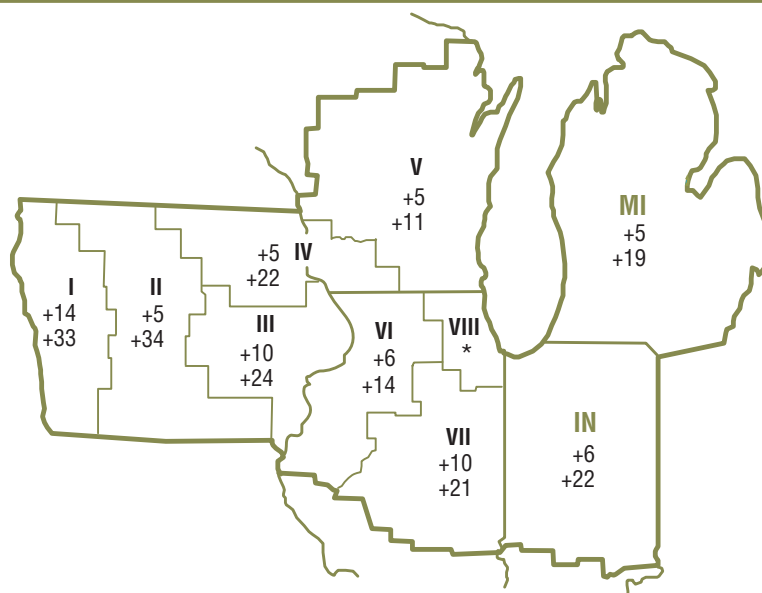 V
+5
+11
MI
+5
+19
IV
+5
+22
I
+14
+33
II
+5
+34
III
+10
+24
VI
+6
+14
VIII
*
VII
+10
+21
IN
+6
+22